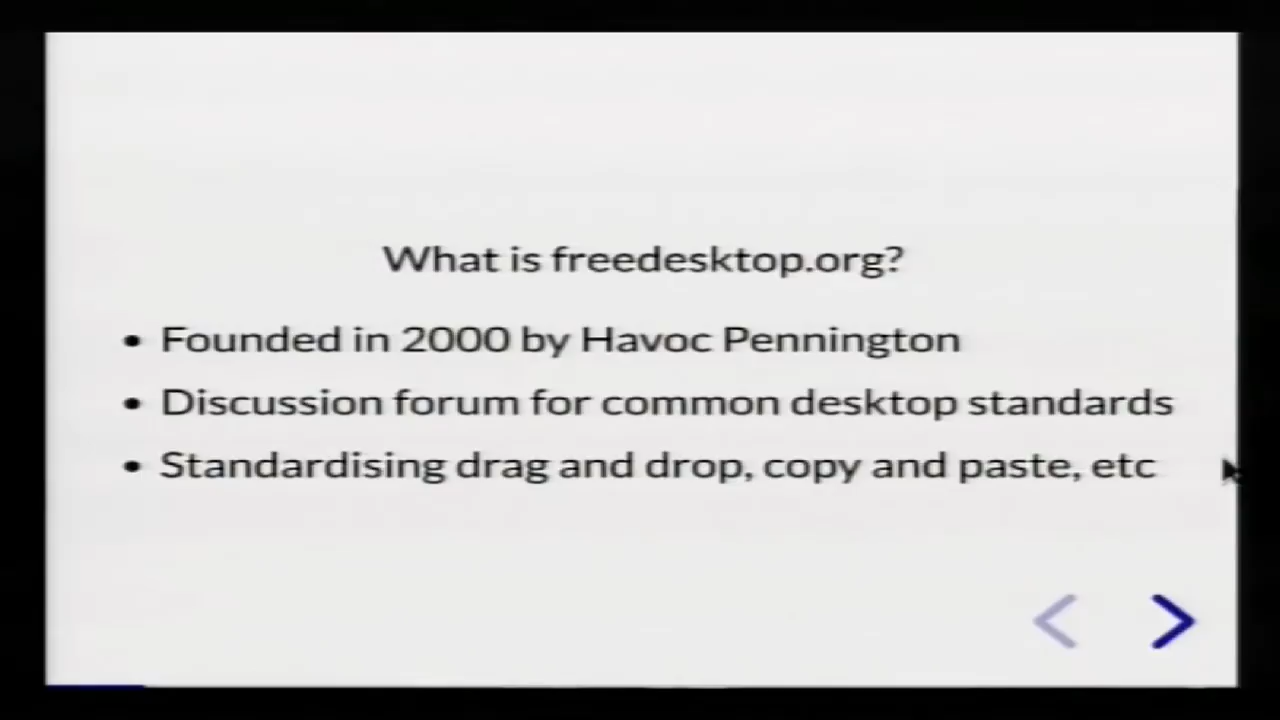 What is freedesktop.org?
• Founded in 2000 by Havoc Pennington
• Discussion forum for common desktop standards
• Standardising drag and drop, copy and paste, etc